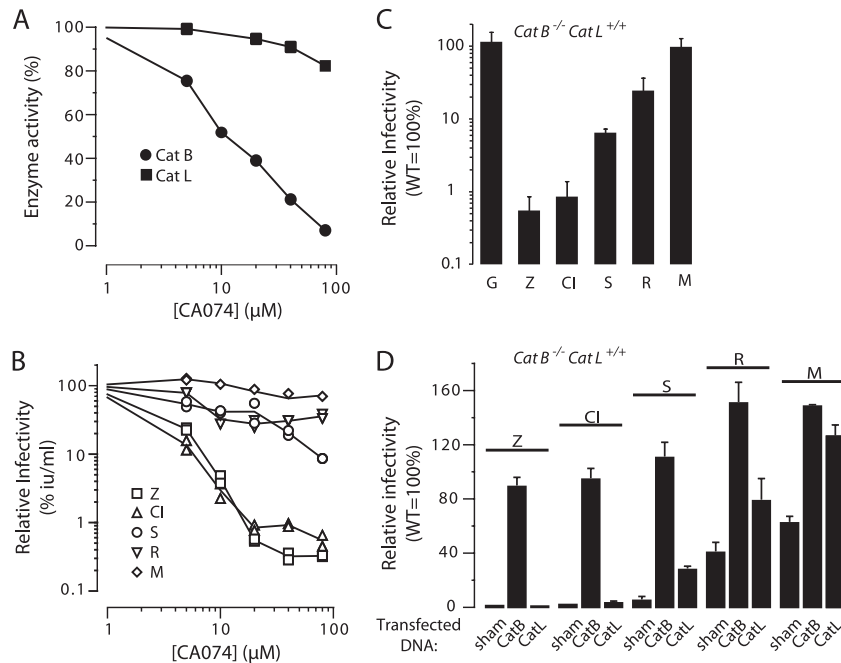 A
Enzyme activity (%)
100
80
60
40
20
0
Cat B
Cat L
1
10
100
[CA074] (μM)
B
Relative Infectivity
(% iu/ml)
100
10
1
0.1
Z
CI
S
R
M
1
10
100
[CA074] (μM)
C
Cat B -/- Cat L +/+
Relative Infectivity
(WT=100%)
100
10
1
0.1
G Z CI S R M
D
Cat B -/- Cat L +/+
Relative infectivity
(WT=100%)
160
120
80
40
0
Z
CI
S
R
M
Transfected
DNA:
sham CatB CatL sham CatB CatL sham CatB CatL sham CatB CatL sham CatB CatL